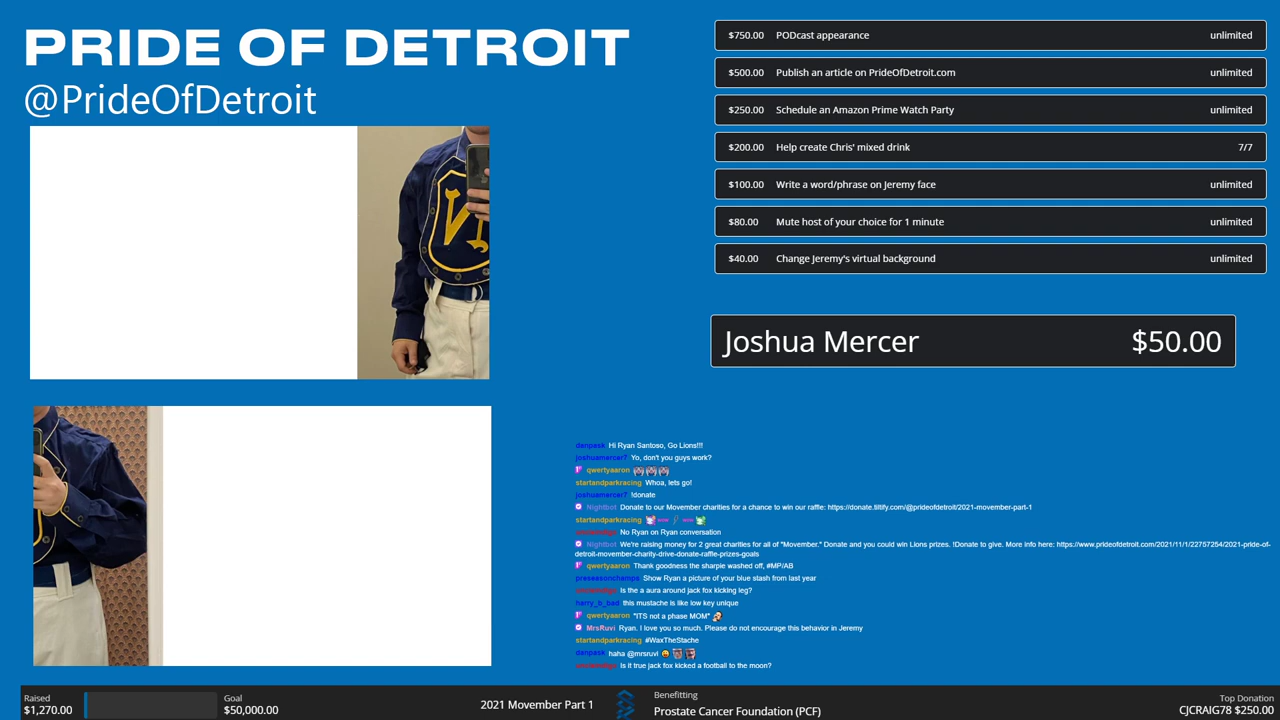 PRIDE OF DETROIT
@PrideOfDetroit
$750.00 PODcast appearance unlimited
$500.00 Publish an article on PrideOfDetroit.com unlimited
$250.00 Schedule an Amazon Prime Watch Party unlimited
$200.00 Help create Chris' mixed drink 7/7
$100.00 Write a word/phrase on Jeremy face unlimited
$80.00 Mute host of your choice for 1 minute unlimited
$40.00 Change Jeremy's virtual background unlimited
Joshua Mercer $50.00
danpask Hi Ryan Santoso, Go Lions!!!
joshuamercer7 Yo, don't you guys work?
qwertyaaron
startandparkracing Whoa, lets go!
joshuamercer7 !donate
Nightbot Donate to our Movember charities for a chance to win our raffle: https://donate.tiltify.com/@prideofdetroit/2021-movember-part-1
startandparkracing
No Ryan on Ryan conversation
Nightbot We're raising money for 2 great charities for all of "Movember." Donate and you could win Lions prizes. !Donate to give. More info here: https://www.prideofdetroit.com/2021/11/1/22757254/2021-pride-of-
detroit-movember-charity-drive-donate-raffle-prizes-goals
qwertyaaron Thank goodness the sharpie washed off, #MP/AB
preseasonchamps Show Ryan a picture of your blue stash from last year
Is the a aura around jack fox kicking leg?
harry_b_bad this mustache is like low key unique
qwertyaaron "ITS not a phase MOM"
MrsRuvi Ryan. I love you so much. Please do not encourage this behavior in Jeremy
startandparkracing #WaxTheStache
danpask haha @mrsruvi
Is it true jack fox kicked a football to the moon?
Raised
$1,270.00
Goal
$50,000.00
2021 Movember Part 1
Benefitting
Prostate Cancer Foundation (PCF)
Top Donation
CJCRAIG78 $250.00